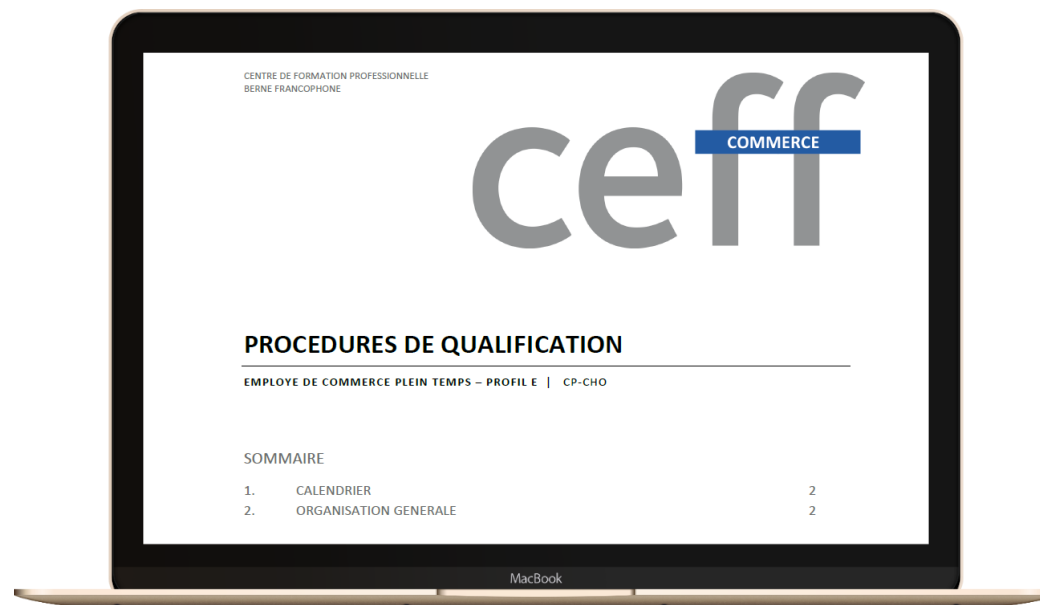 CENTRE DE FORMATION PROFESSIONNELLE
BERNE FRANCOPHONE
ceff
COMMERCE
PROCEDURES DE QUALIFICATION
EMPLOYE DE COMMERCE PLEIN TEMPS – PROFIL E | CP-CHO
SOMMAIRE
1. CALENDRIER 2
2. ORGANISATION GENERALE 2
MacBook